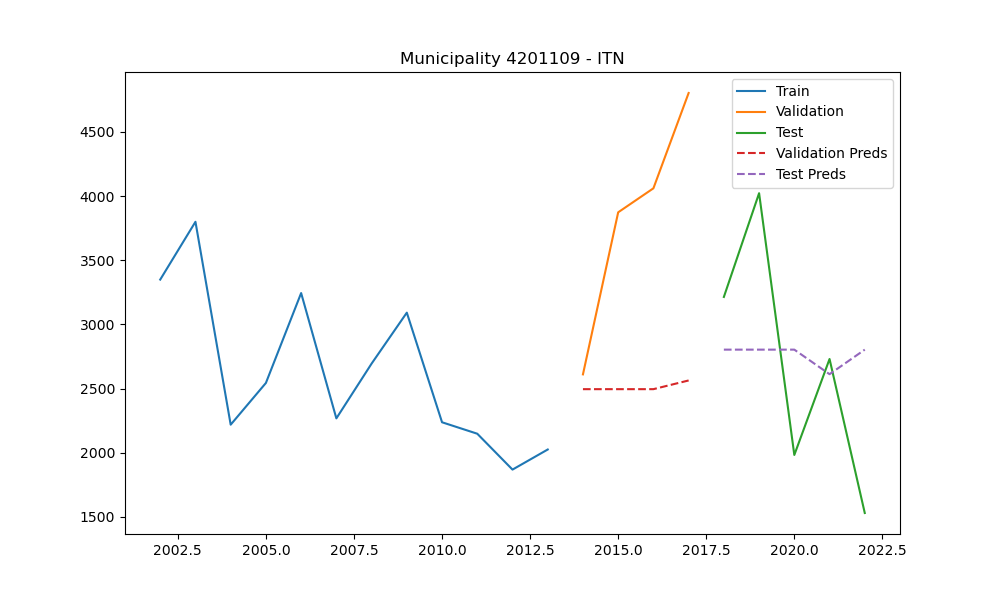 Municipality 4201109 - ITN
Train
Validation
Test
Validation Preds
Test Preds
4500
4000
3500
3000
2500
2000
1500
2002.5 2005.0 2007.5 2010.0 2012.5 2015.0 2017.5 2020.0 2022.5